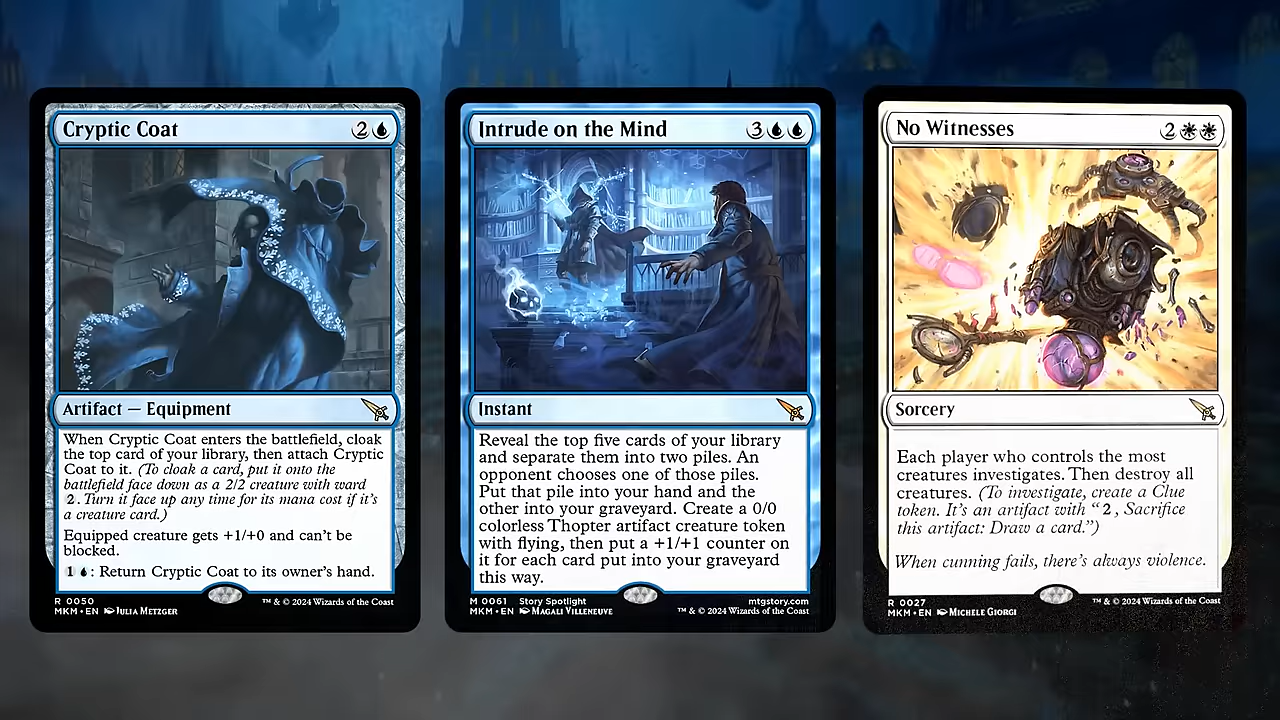 Cryptic Coat
2
Artifact — Equipment
When Cryptic Coat enters the battlefield, cloak
the top card of your library, then attach Cryptic
Coat to it. (To cloak a card, put it onto the
battlefield face down as a 2/2 creature with ward
2. Turn it face up any time for its mana cost if it's
a creature card.)
Equipped creature gets +1/+0 and can't be
blocked.
1: Return Cryptic Coat to its owner's hand.
R 0050
MKM • EN JULIA METZGER
™ & © 2024 Wizards of the Coast
Intrude on the Mind
3
Instant
Reveal the top five cards of your library
and separate them into two piles. An
opponent chooses one of those piles.
Put that pile into your hand and the
other into your graveyard. Create a 0/0
colorless Thopter artifact creature token
with flying, then put a +1/+1 counter on
it for each card put into your graveyard
this way.
M 0061 Story Spotlight mtgstory.com
MKM • EN MAGALI VILLENEUVE ™ & © 2024 Wizards of the Coast
No Witnesses
2
Sorcery
Each player who controls the most
creatures investigates. Then destroy all
creatures. (To investigate, create a Clue
token. It's an artifact with “2, Sacrifice
this artifact: Draw a card.”)
When cunning fails, there's always violence.
R 0027
MKM • EN MICHELE GIORGI
™ & © 2024 Wizards of the Coast